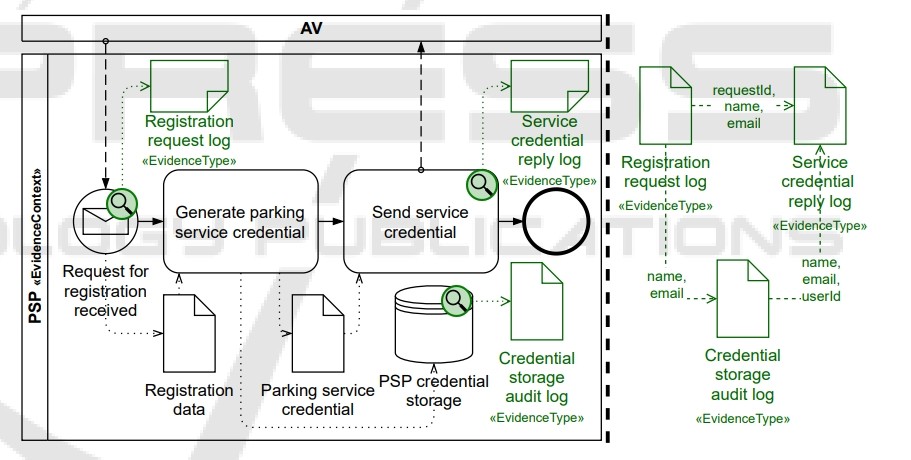 AV
PSP «EvidenceContext»
Registration
request log
«EvidenceType»
Service
credential
reply log
«EvidenceType»
Generate parking
service credential
Send service
credential
Request for
registration
received
Registration
data
Parking service
credential
PSP credential
storage
Credential
storage
audit log
«EvidenceType»
requestId,
name,
email
Registration
request log
«EvidenceType»
Service
credential
reply log
«EvidenceType»
name,
email
name,
email,
userId
Credential
storage
audit log
«EvidenceType»
PRESS
OLOGY PUBLICATIONS